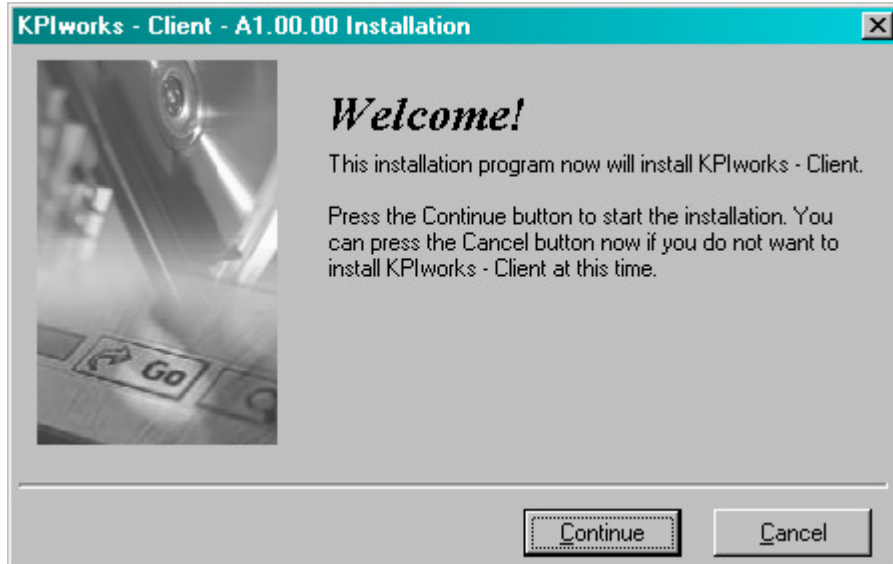 KPIworks - Client - A1.00.00 Installation
Welcome!
This installation program now will install KPIworks - Client.
Press the Continue button to start the installation. You
can press the Cancel button now if you do not want to
install KPIworks - Client at this time.
Go
Continue
Cancel